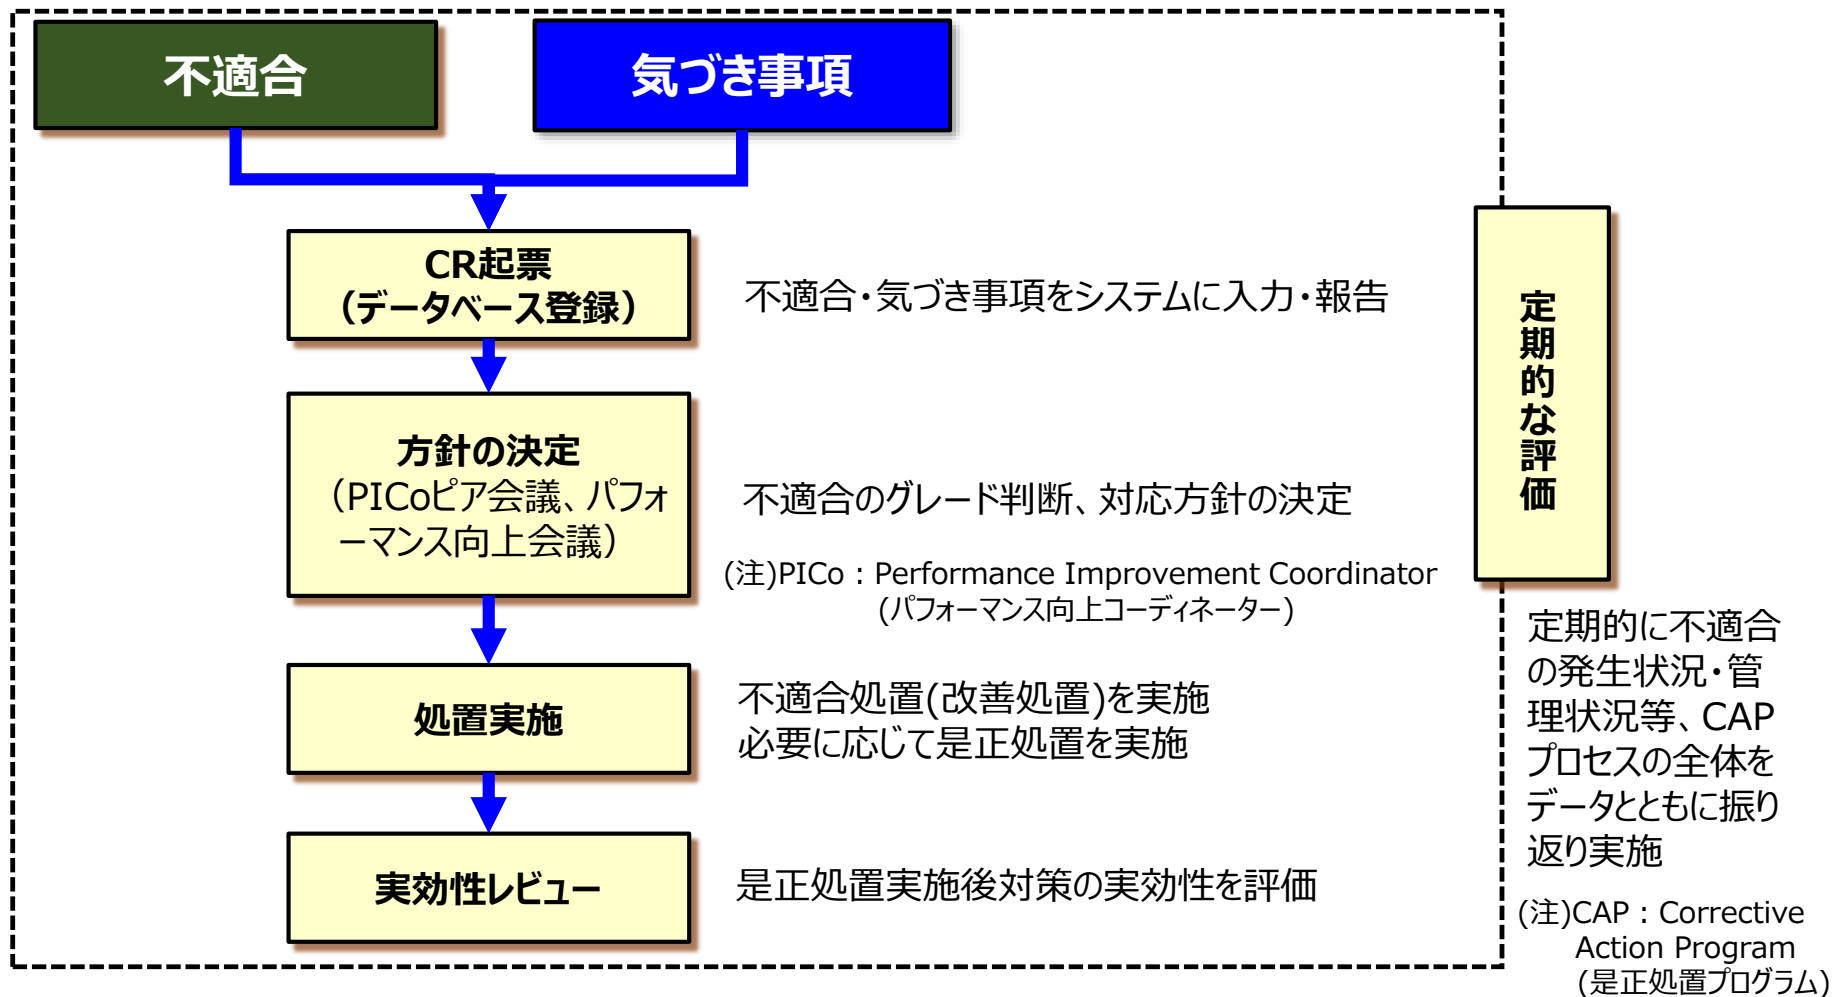 不適合
気づき事項
CR起票
（データベース登録）
不適合・気づき事項をシステムに入力・報告
方針の決定
（PICoピア会議、パフォ
ーマンス向上会議）
不適合のグレード判断、対応方針の決定
(注)PICo：Performance Improvement Coordinator
(パフォーマンス向上コーディネーター)
処置実施
不適合処置(改善処置)を実施
必要に応じて是正処置を実施
実効性レビュー
是正処置実施後対策の実効性を評価
定期的な評価
定期的に不適合
の発生状況・管
理状況等、CAP
プロセスの全体を
データとともに振り
返り実施
(注)CAP：Corrective
Action Program
(是正処置プログラム)